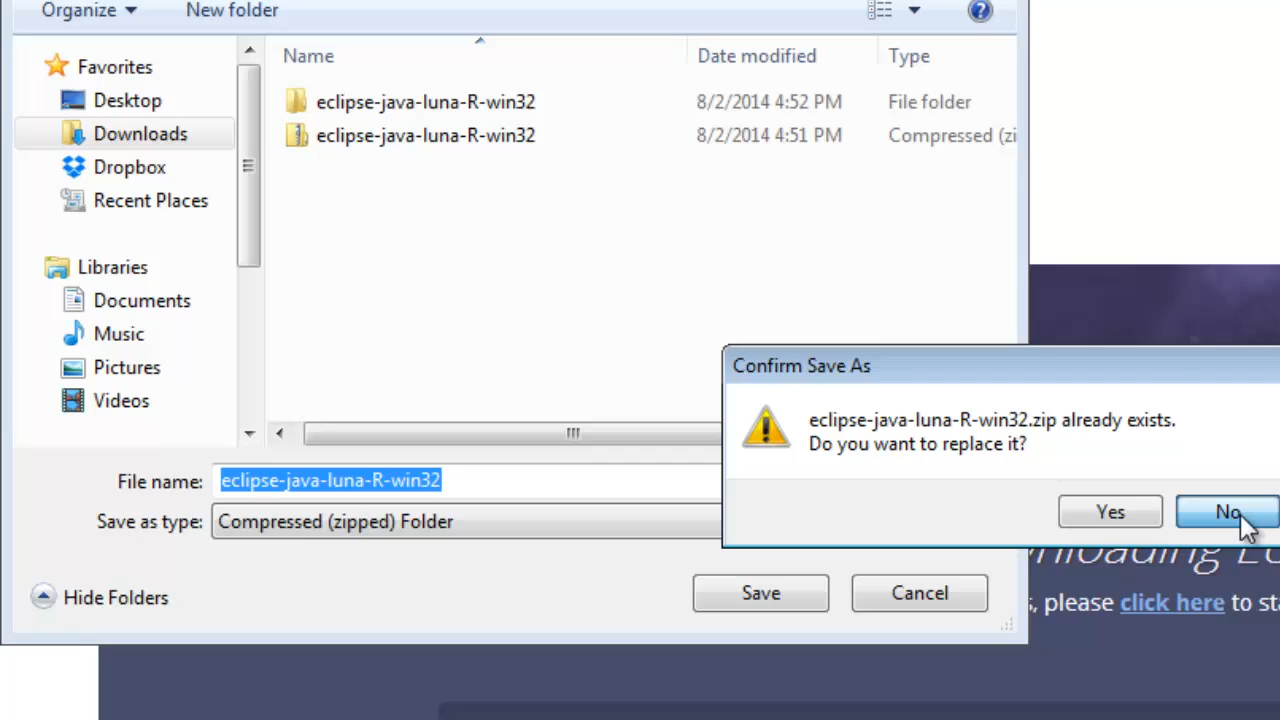 Organize
New folder
Favorites
Desktop
Downloads
Dropbox
Recent Places
Libraries
Documents
Music
Pictures
Videos
Name
Date modified
Type
eclipse-java-luna-R-win32
8/2/2014 4:52 PM
File folder
eclipse-java-luna-R-win32
8/2/2014 4:51 PM
Compressed (zi
File name:
eclipse-java-luna-R-win32
Save as type:
Compressed (zipped) Folder
Hide Folders
Save
Cancel
Confirm Save As
eclipse-java-luna-R-win32.zip already exists.
Do you want to replace it?
Yes
No
please click here to